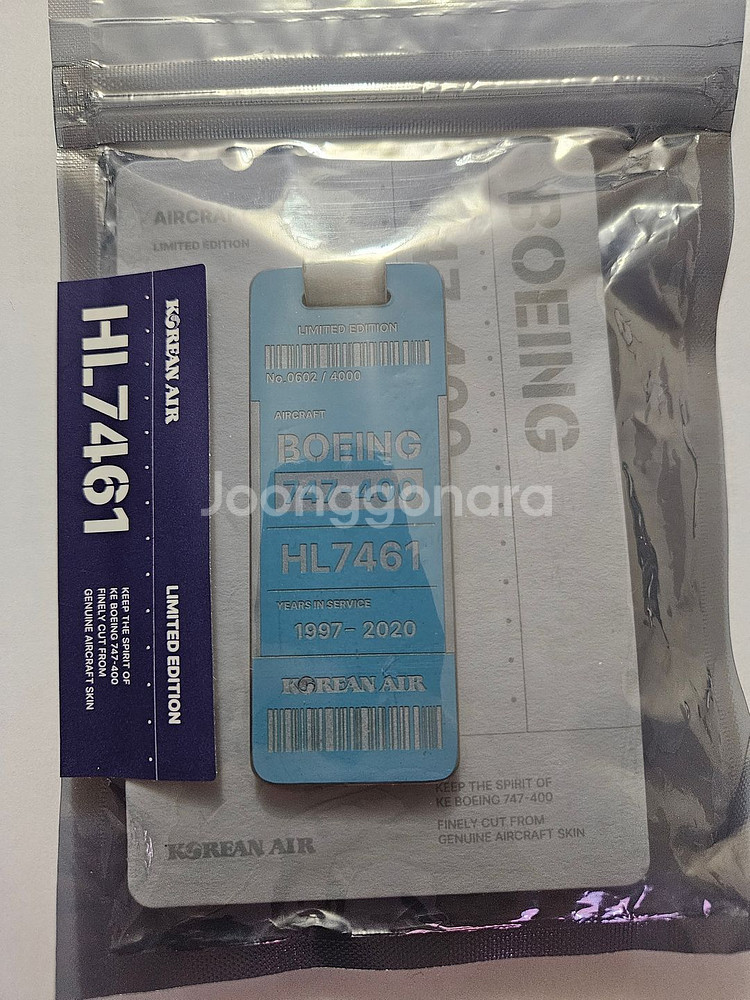 AIRCRAFT
LIMITED EDITION
BOEING
747-400
KOREAN AIR
HL7461
LIMITED EDITION
KEEP THE SPIRIT OF
KE BOEING 747-400
FINELY CUT FROM
GENUINE AIRCRAFT SKIN
LIMITED EDITION
No.0602 / 4000
AIRCRAFT
BOEING
747-400
HL7461
YEARS IN SERVICE
1997-2020
KOREAN AIR
Joonggonara
KEEP THE SPIRIT OF
KE BOEING 747-400
FINELY CUT FROM
GENUINE AIRCRAFT SKIN
KOREAN AIR